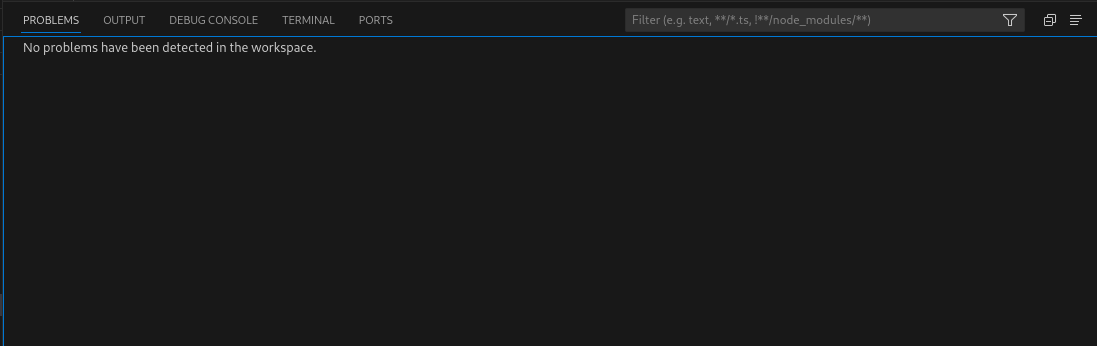 PROBLEMS OUTPUT DEBUG CONSOLE TERMINAL PORTS Filter (e.g. text, **/*.ts, !**/node_modules/**)
No problems have been detected in the workspace.